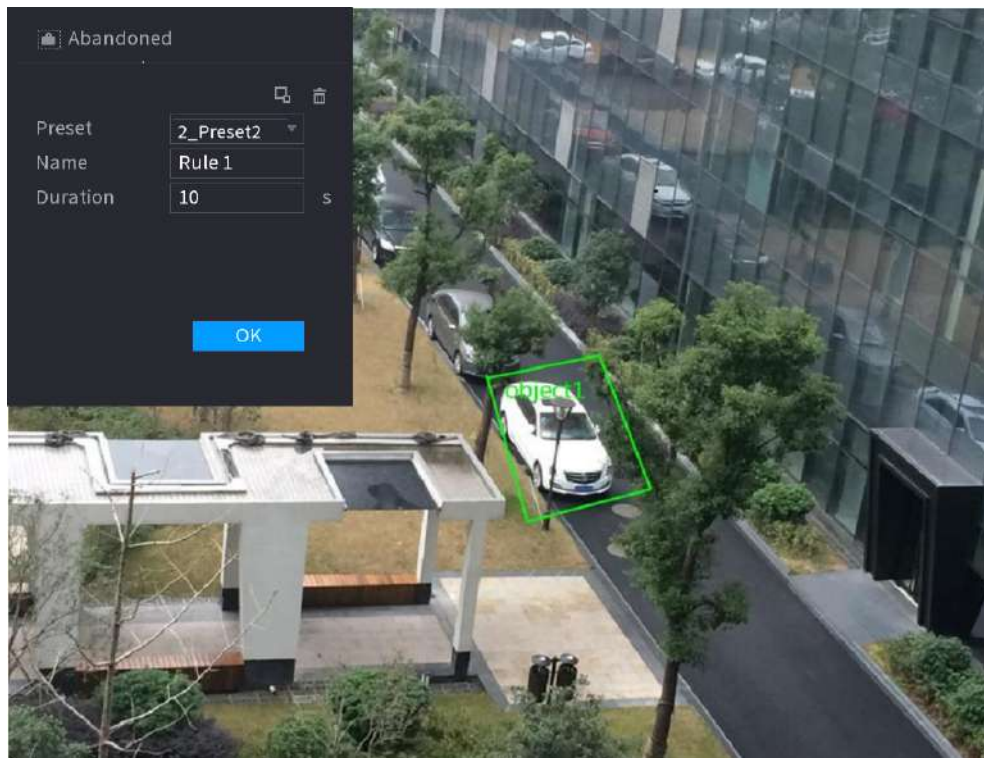 Abandoned
Preset 2_Preset2
Name Rule 1
Duration 10 s
OK
object1